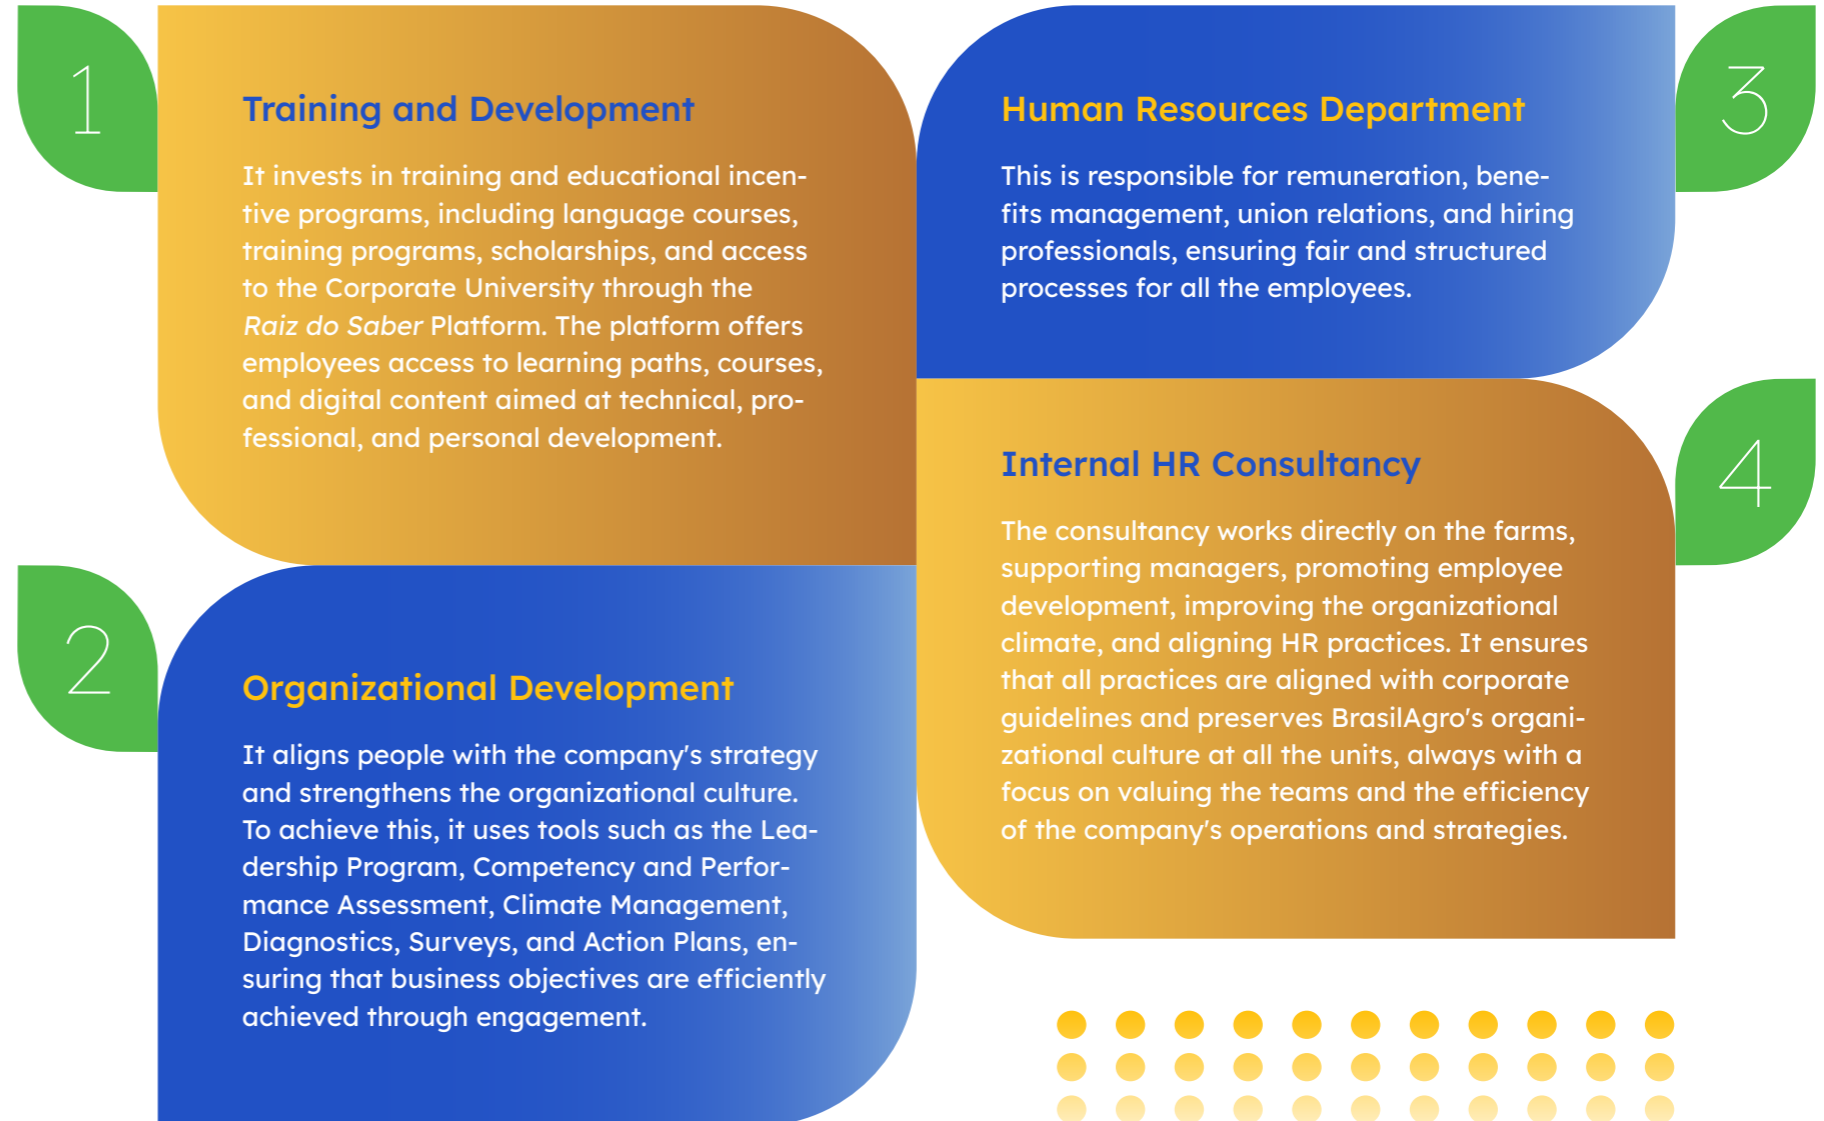 1
Training and Development
It invests in training and educational incen-
tive programs, including language courses,
training programs, scholarships, and access
to the Corporate University through the
Raiz do Saber Platform. The platform offers
employees access to learning paths, courses,
and digital content aimed at technical, pro-
fessional, and personal development.
2
Organizational Development
It aligns people with the company's strategy
and strengthens the organizational culture.
To achieve this, it uses tools such as the Lea-
dership Program, Competency and Perfor-
mance Assessment, Climate Management,
Diagnostics, Surveys, and Action Plans, en-
suring that business objectives are efficiently
achieved through engagement.
3
Human Resources Department
This is responsible for remuneration, bene-
fits management, union relations, and hiring
professionals, ensuring fair and structured
processes for all the employees.
4
Internal HR Consultancy
The consultancy works directly on the farms,
supporting managers, promoting employee
development, improving the organizational
climate, and aligning HR practices. It ensures
that all practices are aligned with corporate
guidelines and preserves BrasilAgro's organi-
zational culture at all the units, always with a
focus on valuing the teams and the efficiency
of the company's operations and strategies.